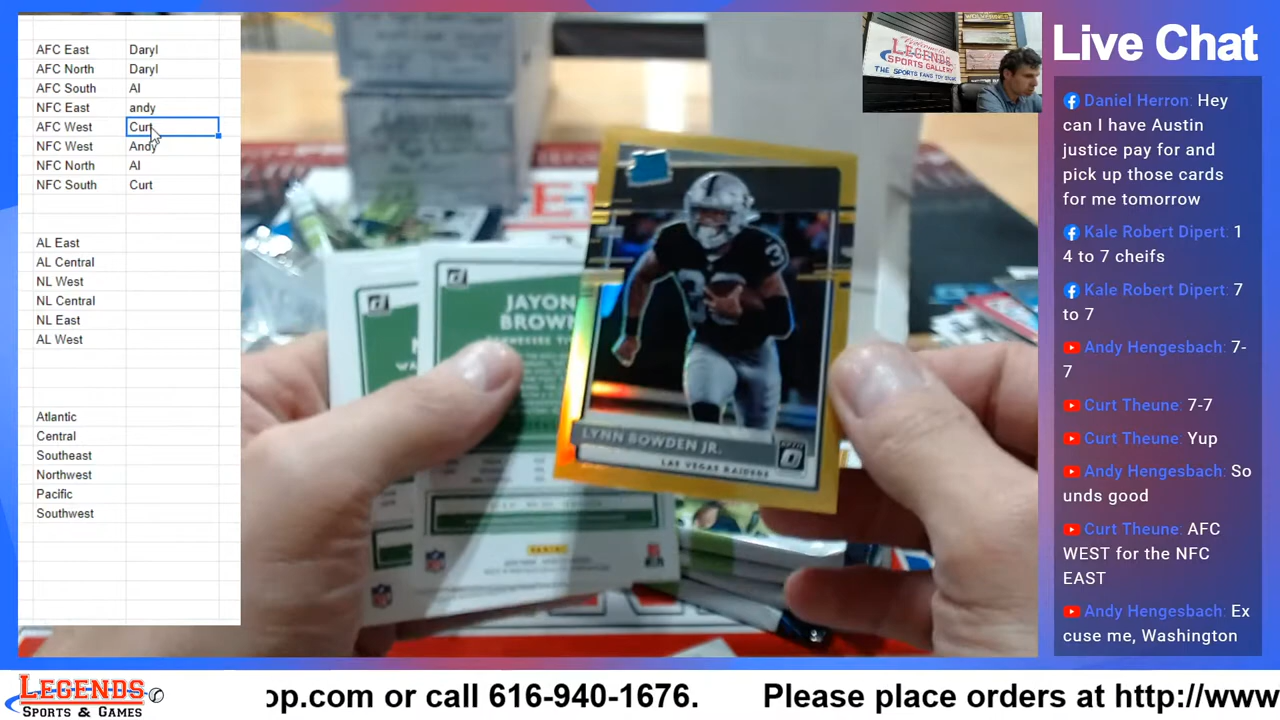 AFC East Daryl
AFC North Daryl
AFC South Al
NFC East andy
AFC West Curt
NFC West Andy
NFC North Al
NFC South Curt
AL East
AL Central
NL West
NL Central
NL East
AL West
Atlantic
Central
Southeast
Northwest
Pacific
Southwest
JAYON
BROWN
LYNN BOWDEN JR.
LAS VEGAS RAIDERS
PANINI
LEGENDS
SPORTS GALLERY
THE SPORTS FANS TOY STORE
Live Chat
Daniel Herron: Hey
can I have Austin
justice pay for and
pick up those cards
for me tomorrow
Kale Robert Dipert: 1
4 to 7 cheifs
Kale Robert Dipert: 7
to 7
Andy Hengesbach: 7-
7
Curt Theune: 7-7
Curt Theune: Yup
Andy Hengesbach: So
unds good
Curt Theune: AFC
WEST for the NFC
EAST
Andy Hengesbach: Ex
cuse me, Washington
LEGENDS
SPORTS & GAMES
op.com or call 616-940-1676. Please place orders at http://www